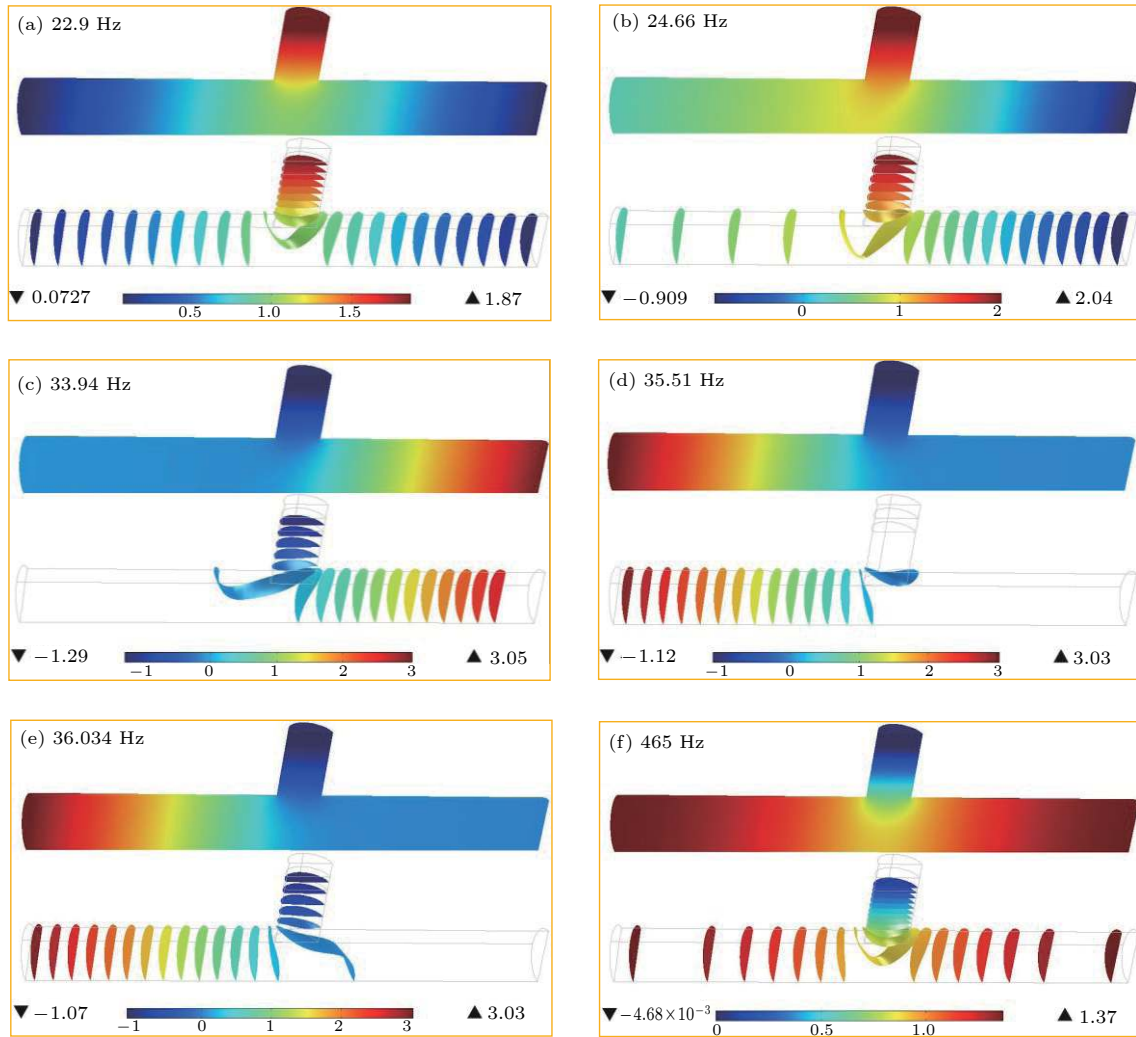 (a) 22.9 Hz
▼ 0.0727
0.5 1.0 1.5
▲ 1.87
(b) 24.66 Hz
▼ −0.909
0 1 2
▲ 2.04
(c) 33.94 Hz
▼ −1.29
−1 0 1 2 3
▲ 3.05
(d) 35.51 Hz
▼ −1.12
−1 0 1 2 3
▲ 3.03
(e) 36.034 Hz
▼ −1.07
−1 0 1 2 3
▲ 3.03
(f) 465 Hz
▼ −4.68×10⁻³
0 0.5 1.0
▲ 1.37